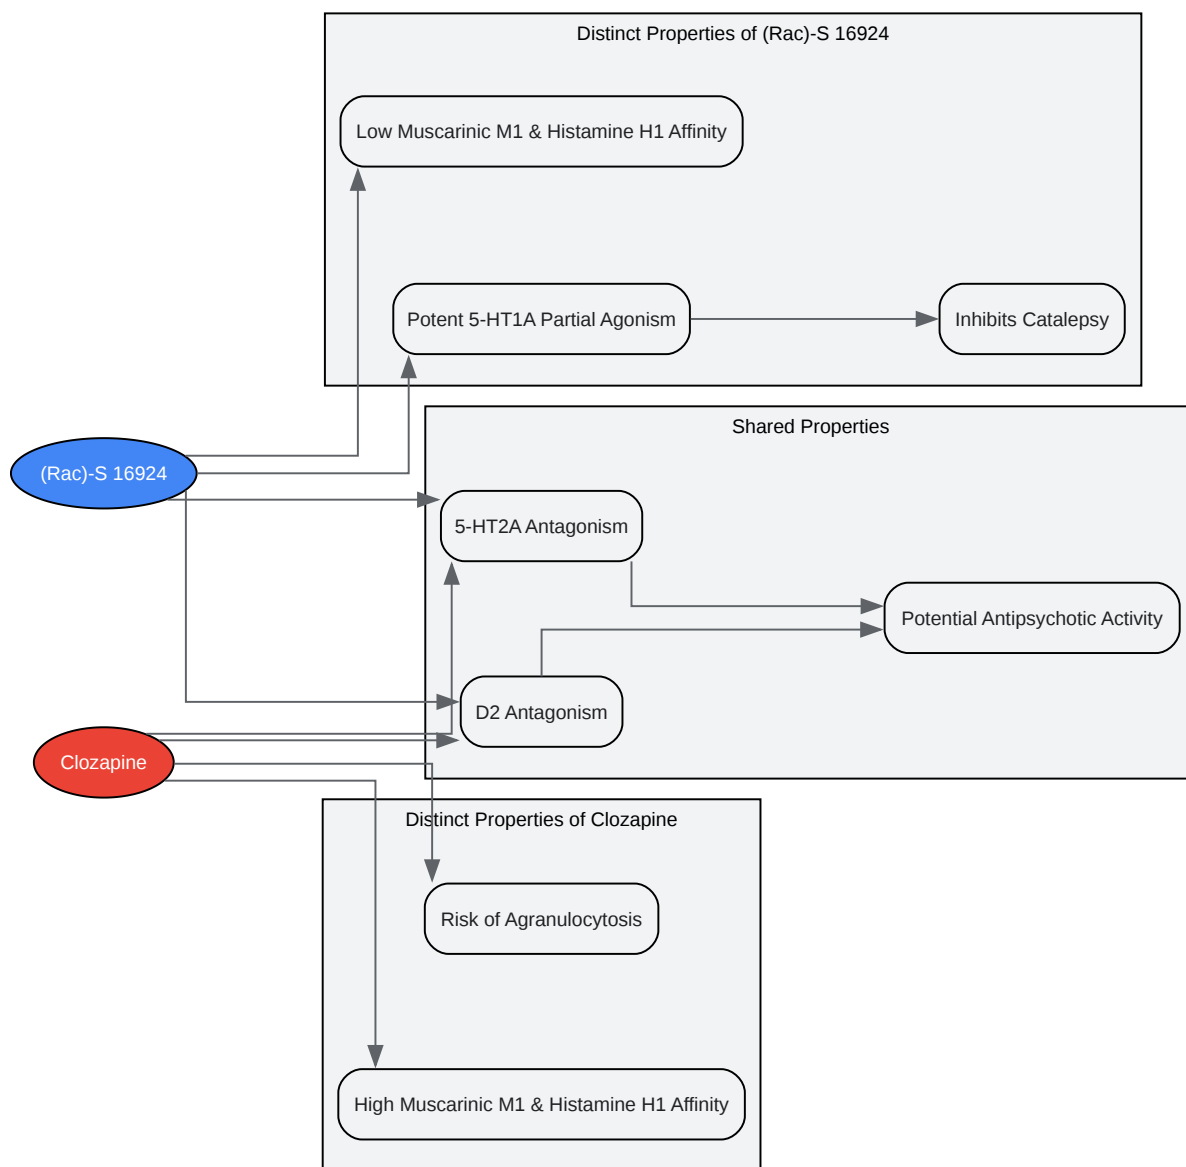 Distinct Properties of (Rac)-S 16924
Low Muscarinic M1 & Histamine H1 Affinity
Potent 5-HT1A Partial Agonism
Inhibits Catalepsy
Shared Properties
(Rac)-S 16924
5-HT2A Antagonism
Potential Antipsychotic Activity
D2 Antagonism
Clozapine
Distinct Properties of Clozapine
Risk of Agranulocytosis
High Muscarinic M1 & Histamine H1 Affinity